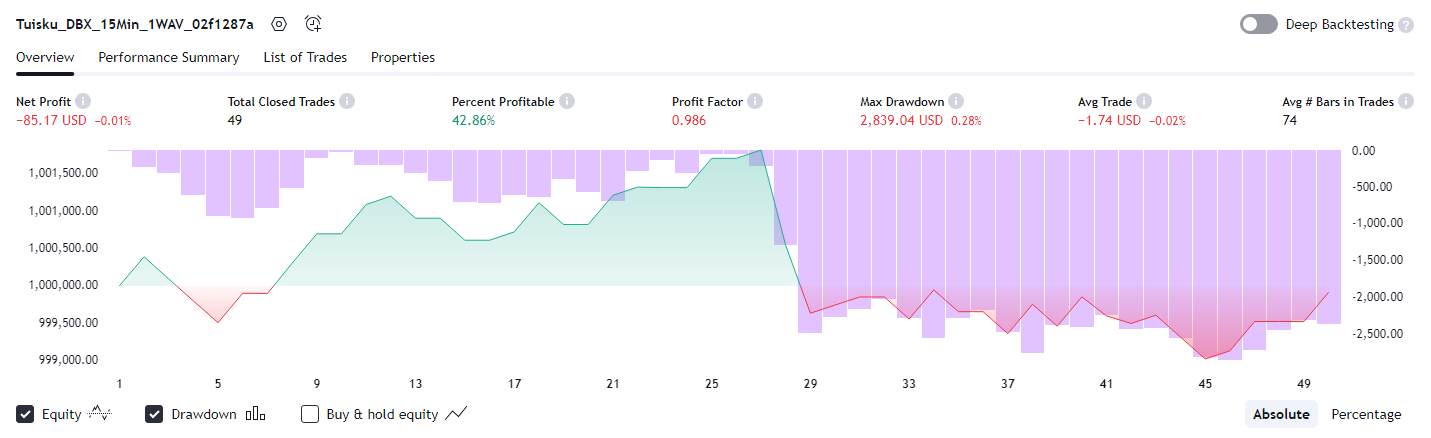 Tuisku_DBX_15Min_1WAV_02f1287a
Deep Backtesting ?
Overview Performance Summary List of Trades Properties
Net Profit i Total Closed Trades i Percent Profitable i Profit Factor i Max Drawdown i Avg Trade i Avg # Bars in Trades i
−85.17 USD −0.01% 49 42.86% 0.986 2,839.04 USD 0.28% −1.74 USD −0.02% 74
0.00
1,001,500.00 -500.00
1,001,000.00 -1,000.00
1,000,500.00 -1,500.00
1,000,000.00 -2,000.00
999,500.00 -2,500.00
999,000.00
1 5 9 13 17 21 25 29 33 37 41 45 49
Equity Drawdown Buy & hold equity Absolute Percentage